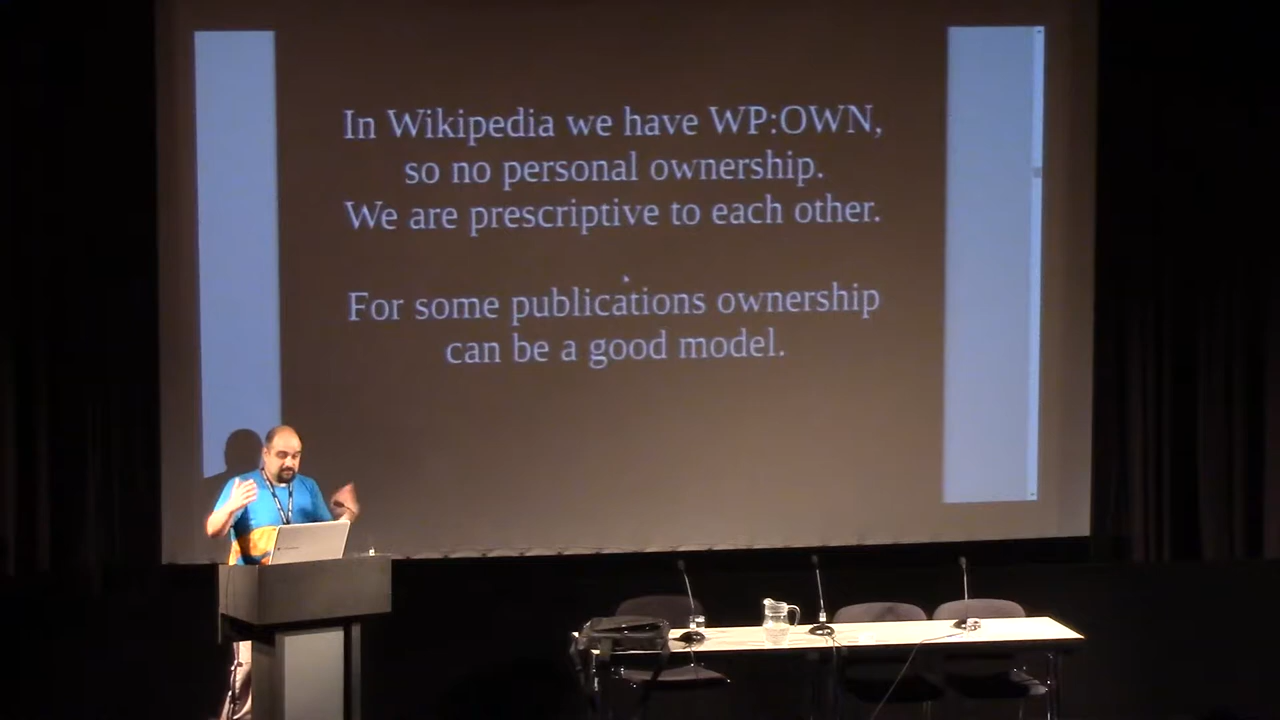 In Wikipedia we have WP:OWN,
so no personal ownership.
We are prescriptive to each other.
For some publications ownership
can be a good model.